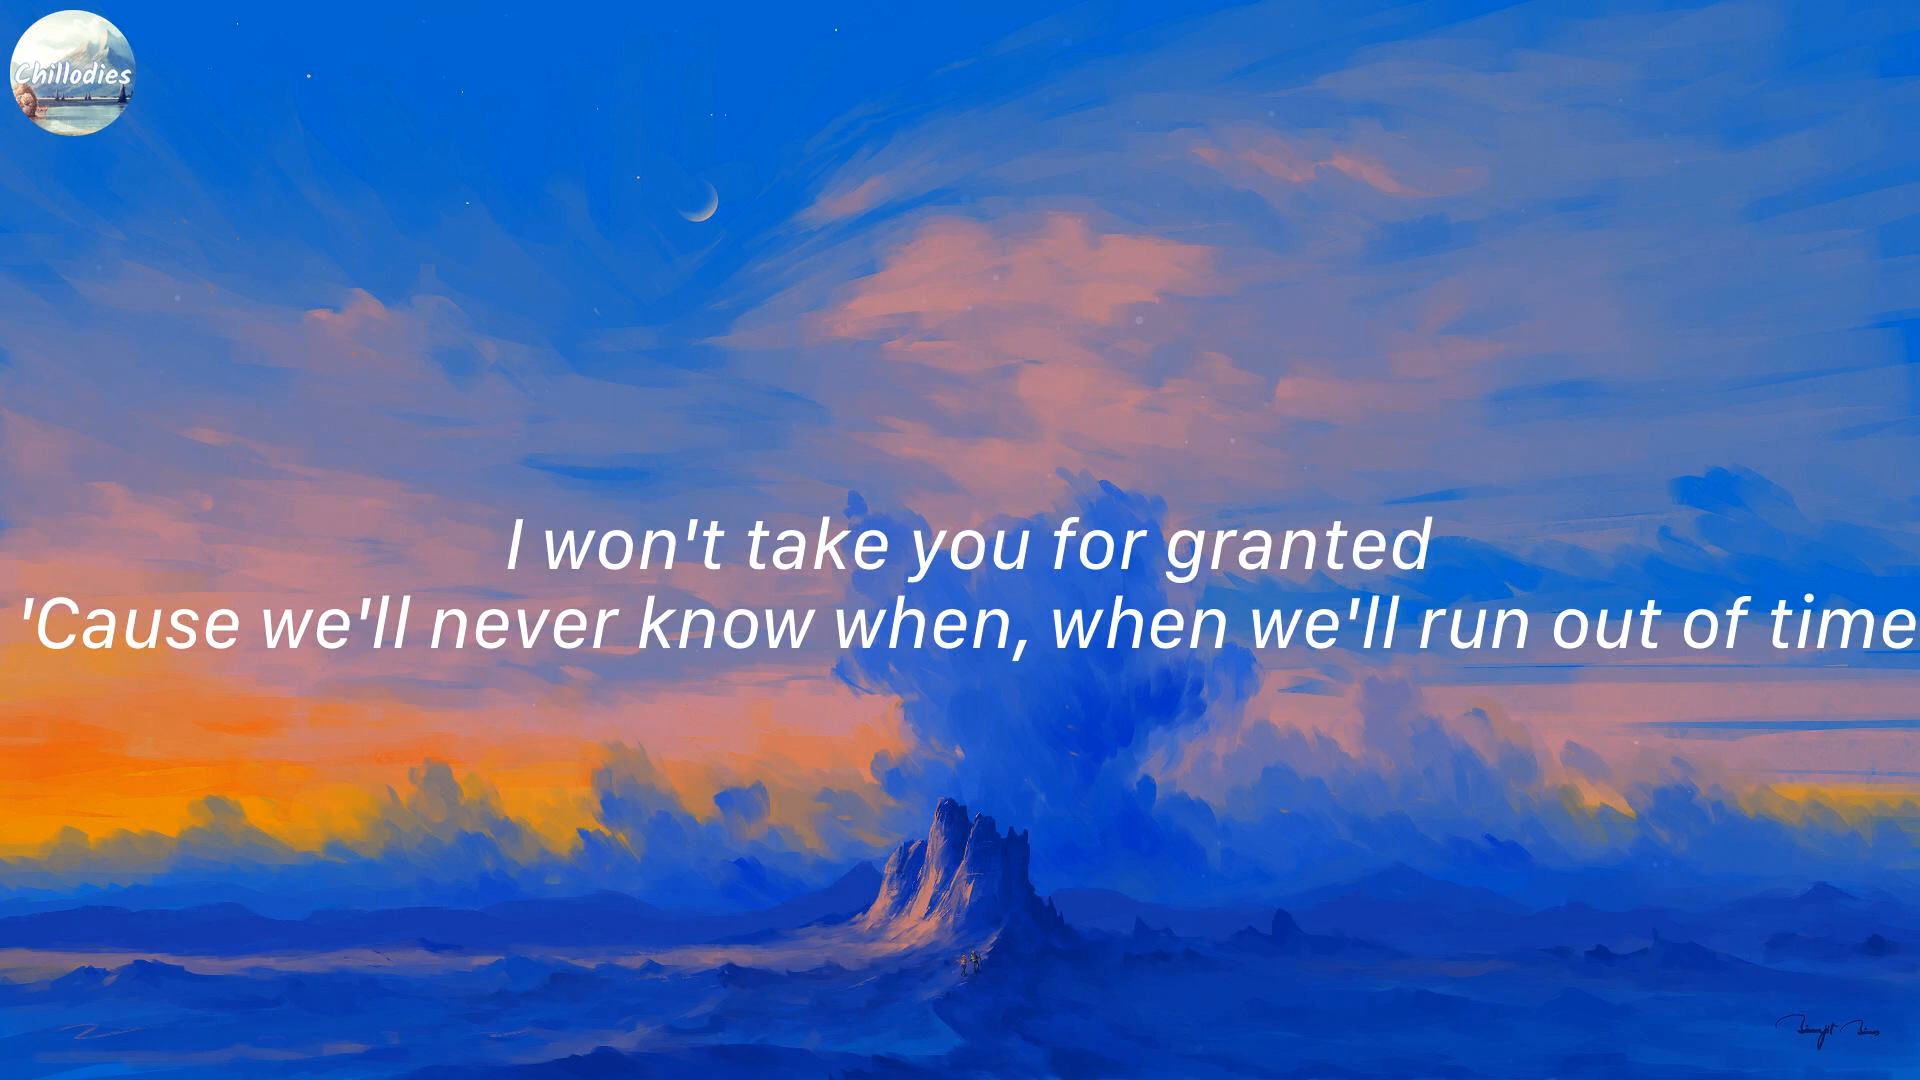 Chillodies
I won't take you for granted
'Cause we'll never know when, when we'll run out of time